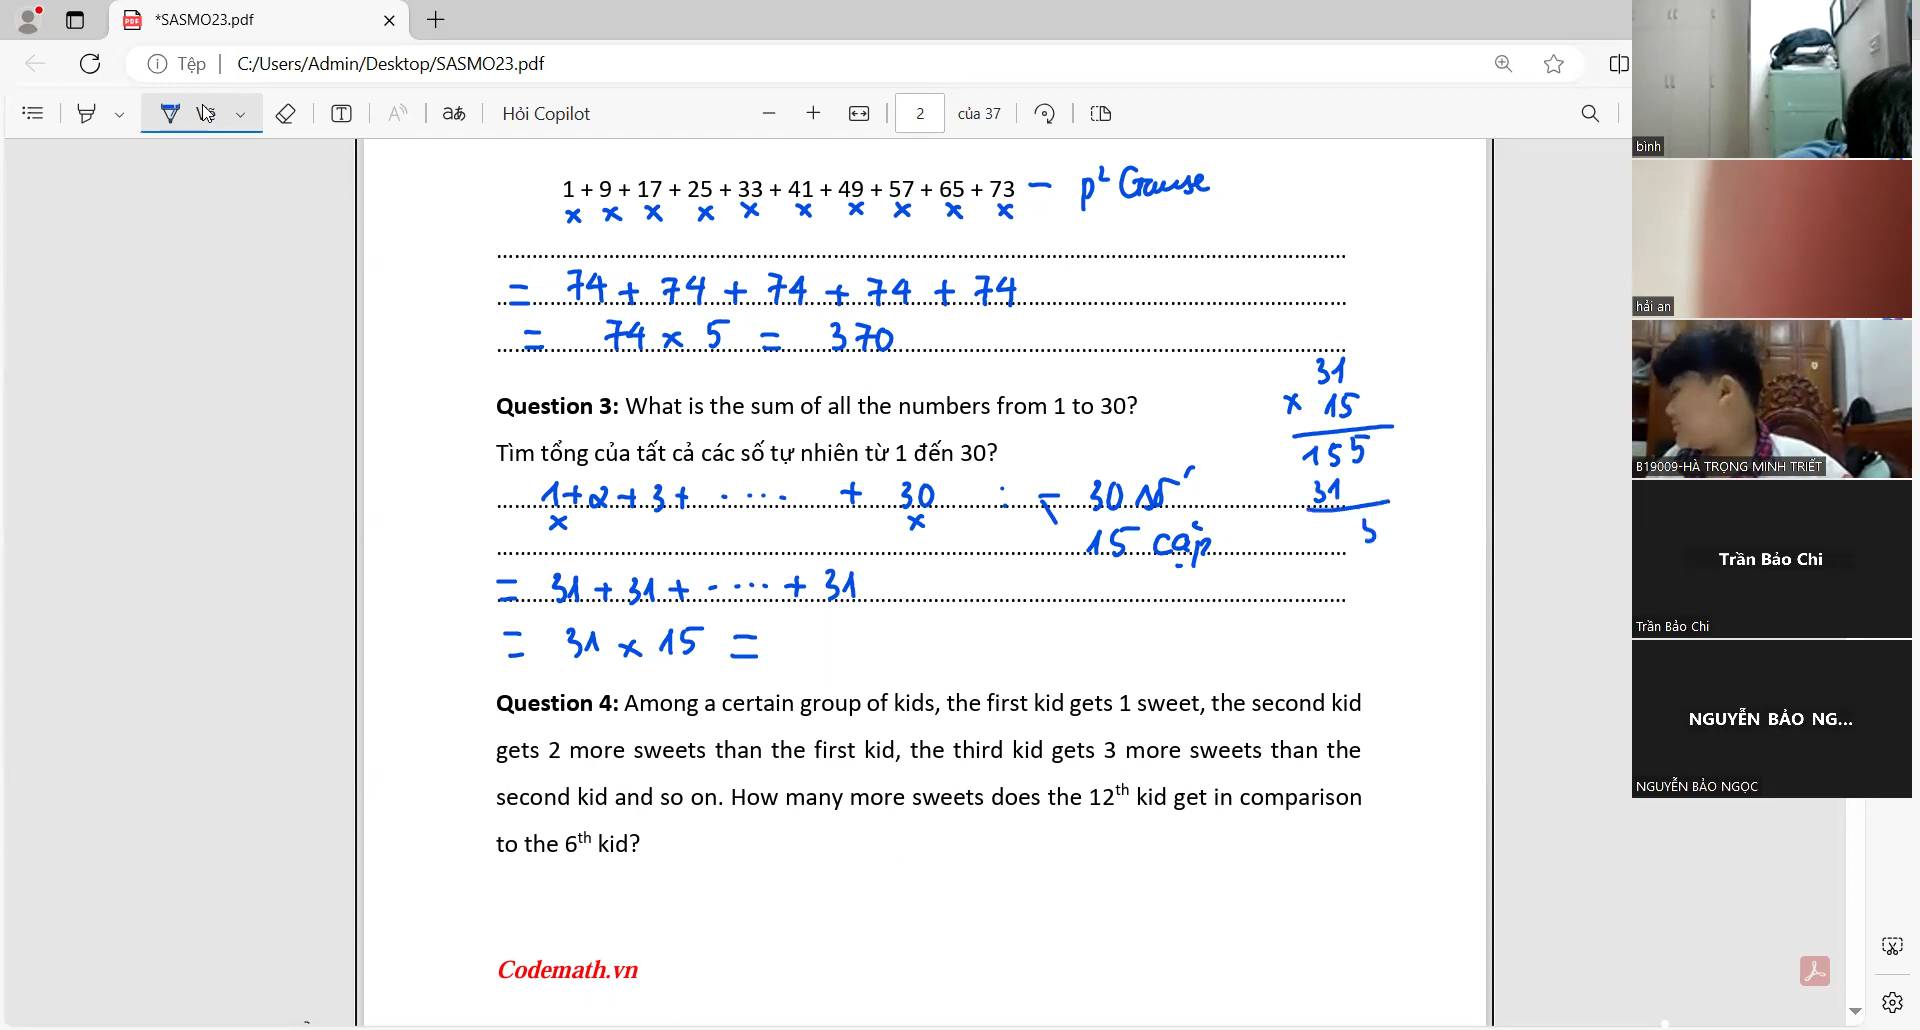 *SASMO23.pdf
Tệp
C:/Users/Admin/Desktop/SASMO23.pdf
Hỏi Copilot
2
của 37
1 + 9 + 17 + 25 + 33 + 41 + 49 + 57 + 65 + 73 – p² Gause
x x x x x x x x x x
= 74 + 74 + 74 + 74 + 74
= 74 x 5 = 370
Question 3: What is the sum of all the numbers from 1 to 30?
Tìm tổng của tất cả các số tự nhiên từ 1 đến 30?
31
x 15
155
31
5
1 + 2 + 3 + ..... + 30 : - 30 số
x x
15 cặp
= 31 + 31 + ..... + 31
= 31 x 15 =
Question 4: Among a certain group of kids, the first kid gets 1 sweet, the second kid
gets 2 more sweets than the first kid, the third kid gets 3 more sweets than the
second kid and so on. How many more sweets does the 12th kid get in comparison
to the 6th kid?
Codemath.vn
bình
hải an
B19009-HÀ TRỌNG MINH TRIẾT
Trần Bảo Chi
Trần Bảo Chi
NGUYỄN BẢO NG...
NGUYỄN BẢO NGỌC